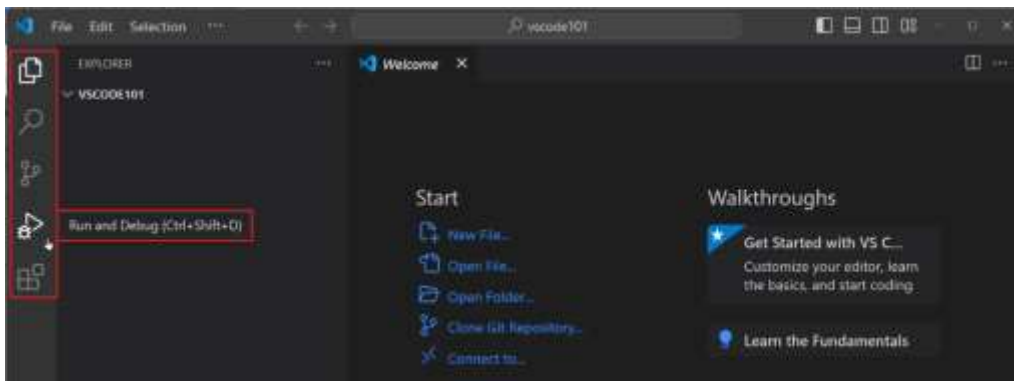 File Edit Selection ···
vscode101
EXPLORER ···
Welcome
VSCODE101
Run and Debug (Ctrl+Shift+D)
Start
New File...
Open File...
Open Folder...
Clone Git Repository...
Connect to...
Walkthroughs
Get Started with VS C...
Customize your editor, learn
the basics, and start coding
Learn the Fundamentals